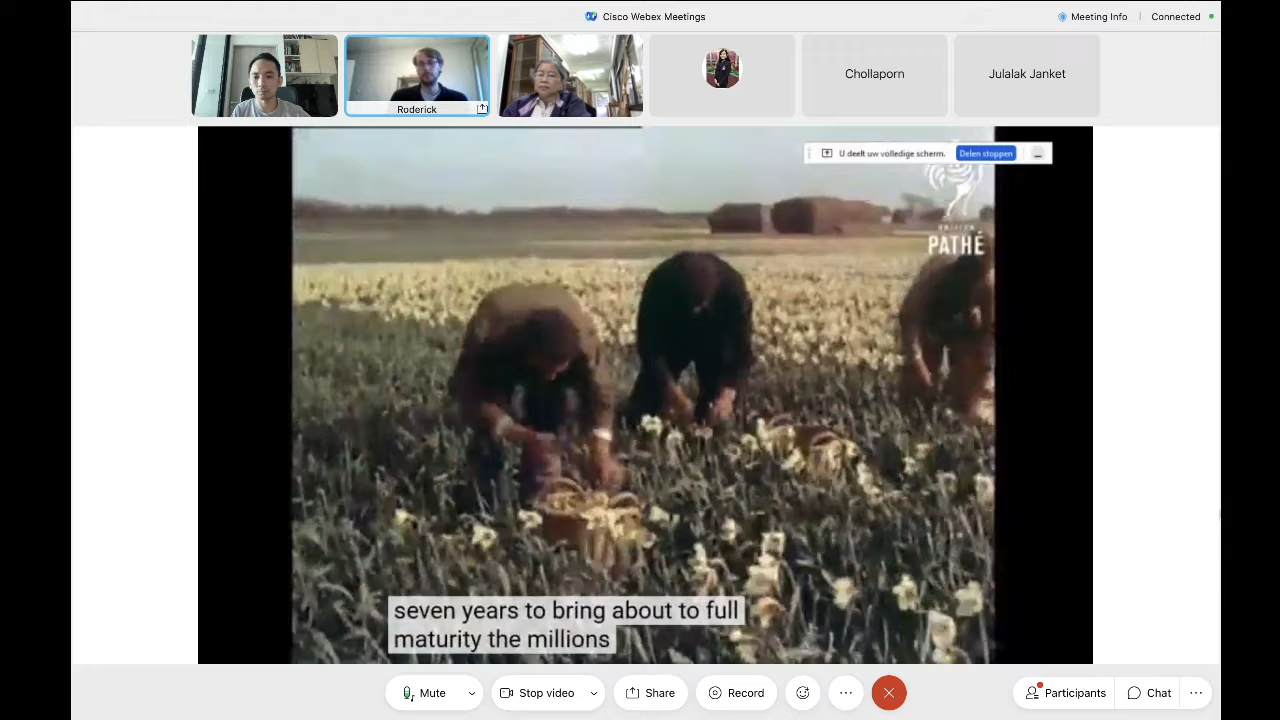 Cisco Webex Meetings
Meeting Info
Connected
Roderick
Chollaporn
Julalak Janket
U deelt uw volledige scherm.
Delen stoppen
BRITISH
PATHÉ
seven years to bring about to full
maturity the millions
Mute
Stop video
Share
Record
Participants
Chat